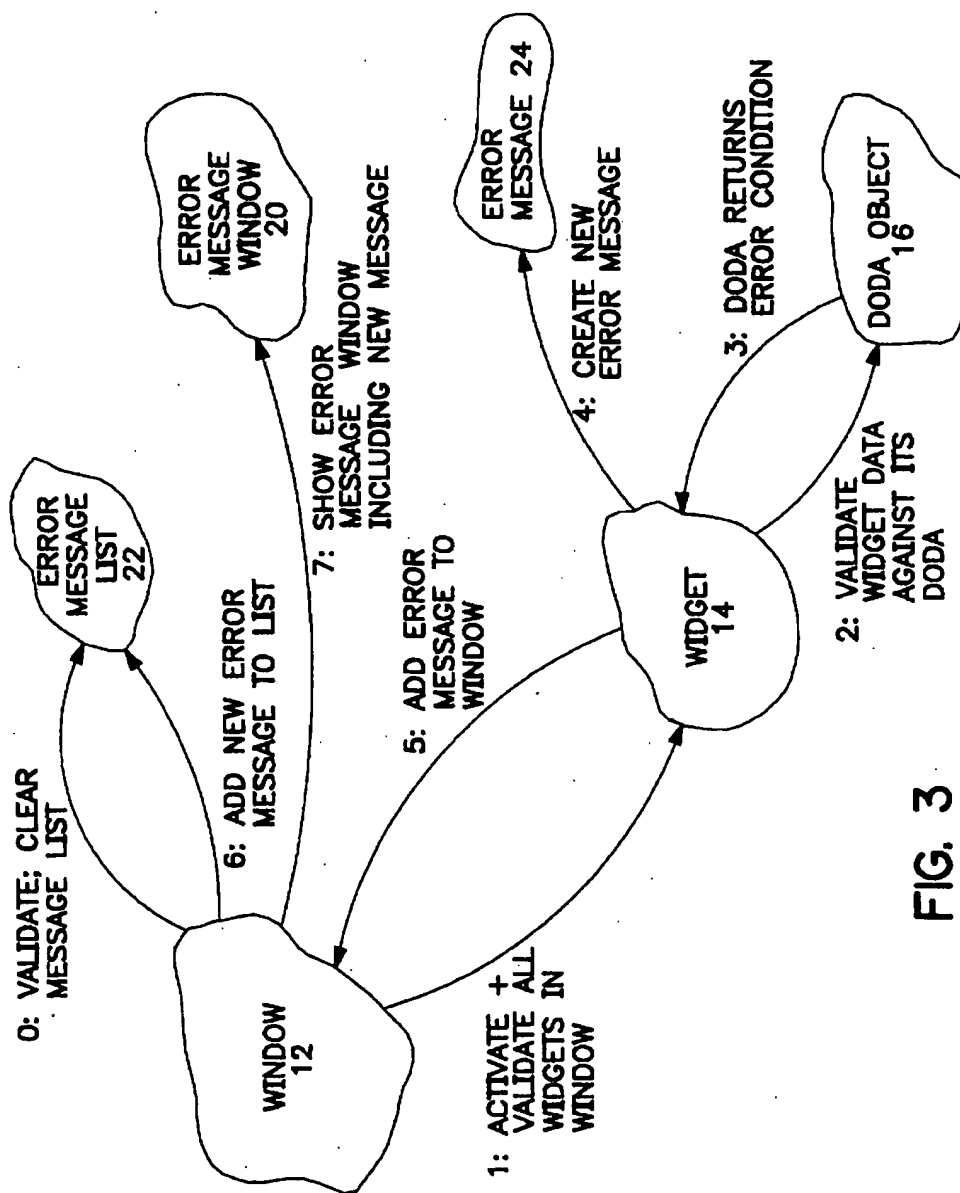 0: VALIDATE; CLEAR
MESSAGE LIST
ERROR
MESSAGE
LIST
22
ERROR
MESSAGE
WINDOW
20
6: ADD NEW ERROR
MESSAGE TO LIST
7: SHOW ERROR
MESSAGE WINDOW
INCLUDING NEW MESSAGE
WINDOW
12
5: ADD ERROR
MESSAGE TO
WINDOW
ERROR
MESSAGE 24
4: CREATE NEW
ERROR MESSAGE
1: ACTIVATE +
VALIDATE ALL
WIDGETS IN
WINDOW
WIDGET
14
3: DODA RETURNS
ERROR CONDITION
2: VALIDATE
WIDGET DATA
AGAINST ITS
DODA
DODA OBJECT
16
FIG. 3